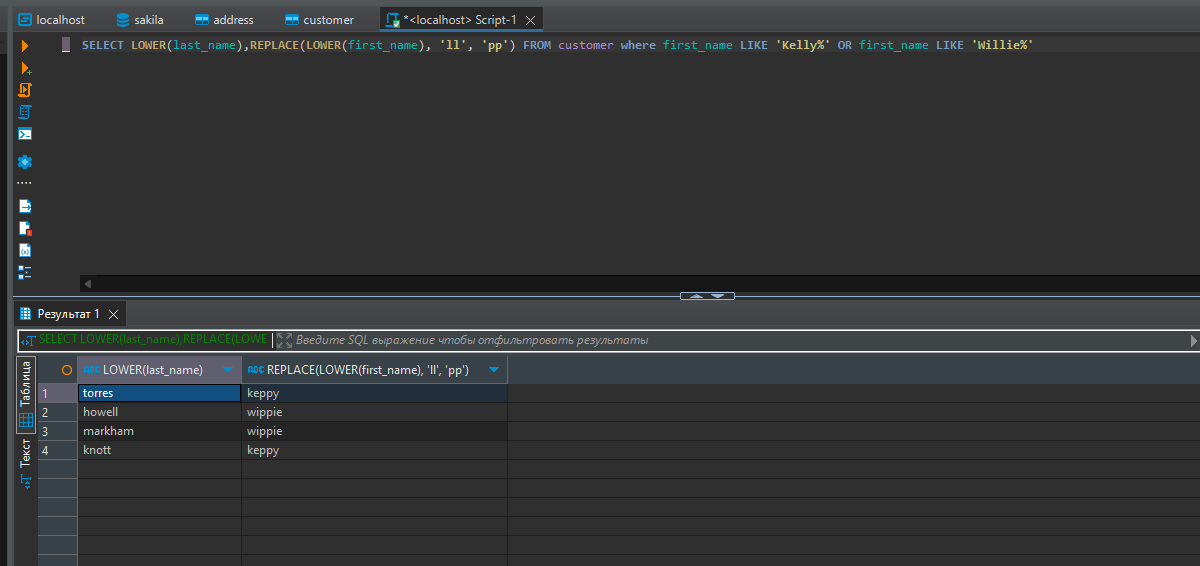 localhost sakila address customer *<localhost> Script-1
SELECT LOWER(last_name),REPLACE(LOWER(first_name), 'll', 'pp') FROM customer where first_name LIKE 'Kelly%' OR first_name LIKE 'Willie%'
Результат 1
SELECT LOWER(last_name),REPLACE(LOWE Введите SQL выражение чтобы отфильтровать результаты
Таблица
Текст
ABC LOWER(last_name) ABC REPLACE(LOWER(first_name), 'll', 'pp')
1 torres keppy
2 howell wippie
3 markham wippie
4 knott keppy